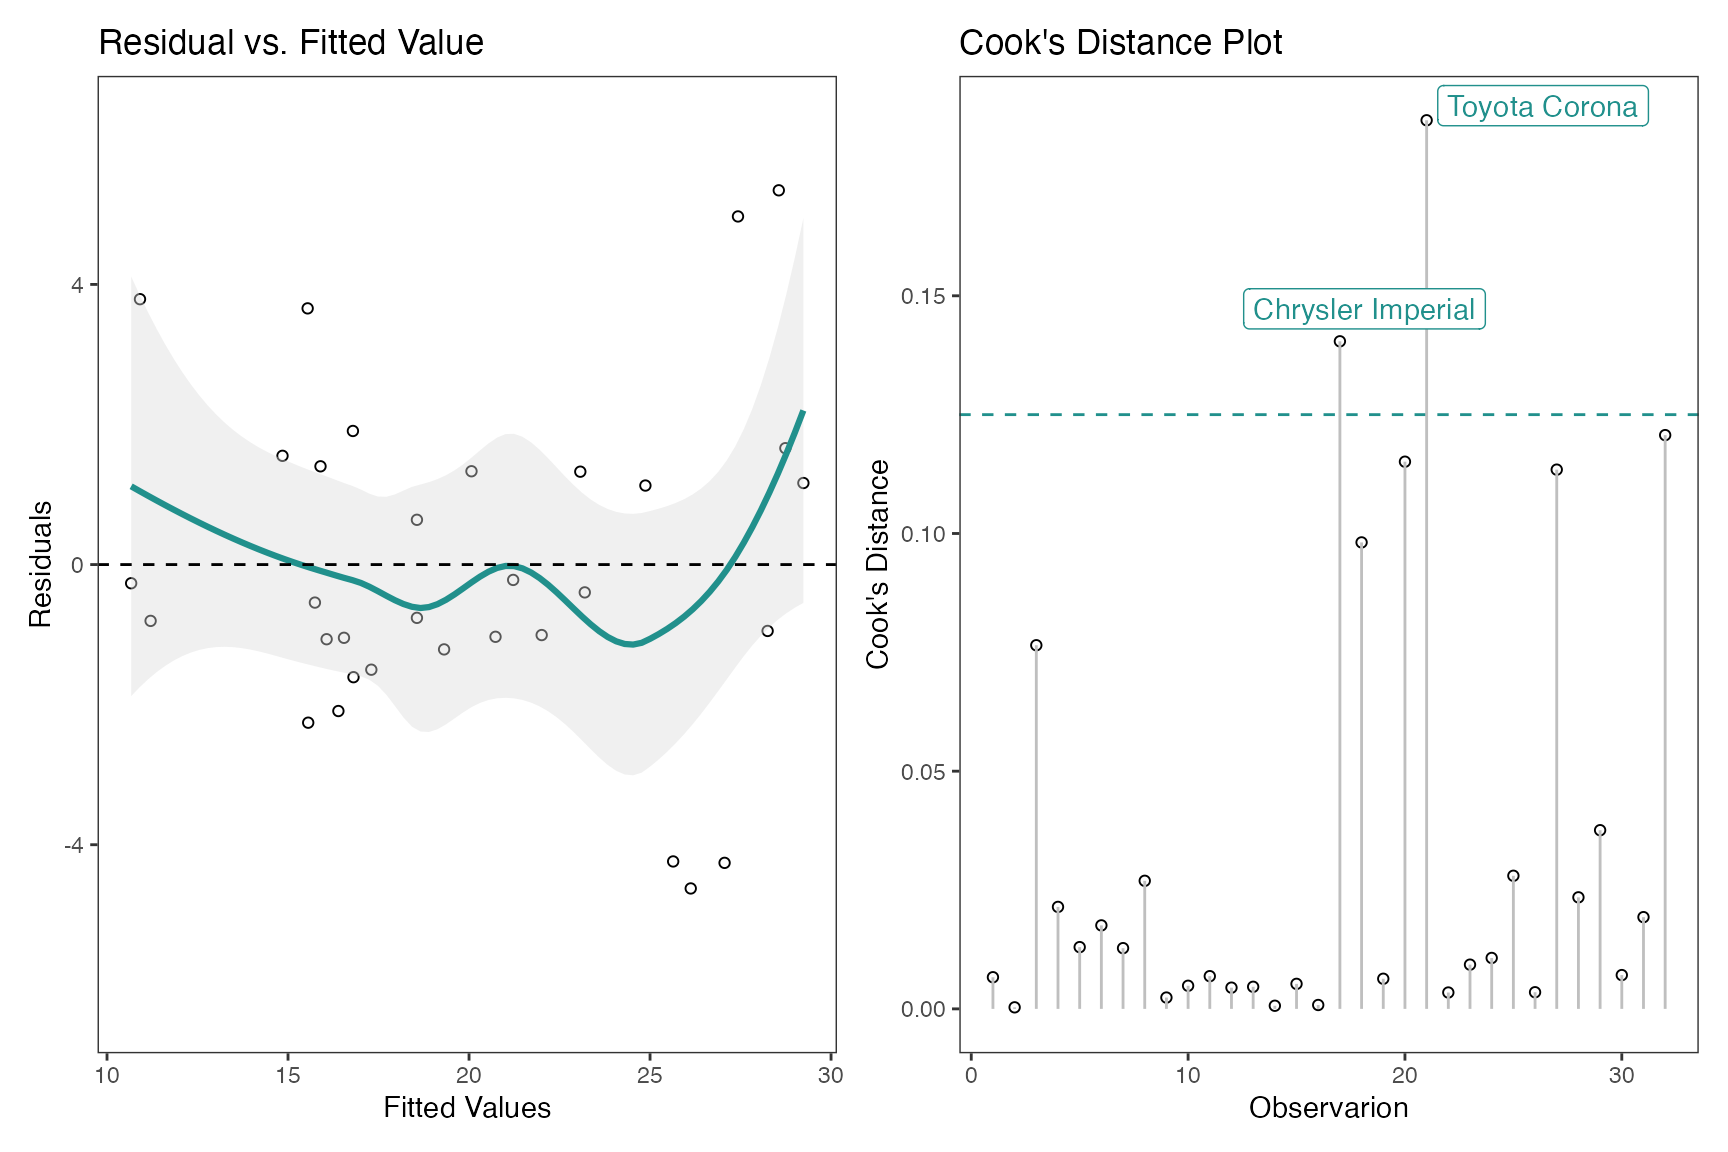 Residual vs. Fitted Value
Residuals
4
0
-4
10
15
20
25
30
Fitted Values
Cook's Distance Plot
Cook's Distance
0.15
0.10
0.05
0.00
Toyota Corona
Chrysler Imperial
0
10
20
30
Observarion